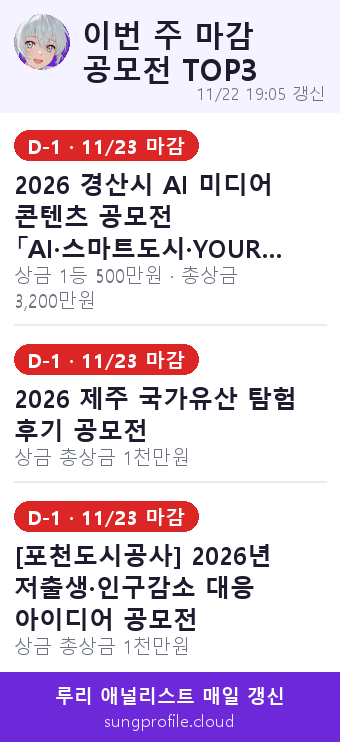 이번 주 마감
공모전 TOP3
11/22 19:05 갱신
D-1 · 11/23 마감
2026 경산시 AI 미디어
콘텐츠 공모전
「AI·스마트도시·YOUR...
상금 1등 500만원 · 총상금
3,200만원
D-1 · 11/23 마감
2026 제주 국가유산 탐험
후기 공모전
상금 총상금 1천만원
D-1 · 11/23 마감
[포천도시공사] 2026년
저출생·인구감소 대응
아이디어 공모전
상금 총상금 1천만원
루리 애널리스트 매일 갱신
sungprofile.cloud